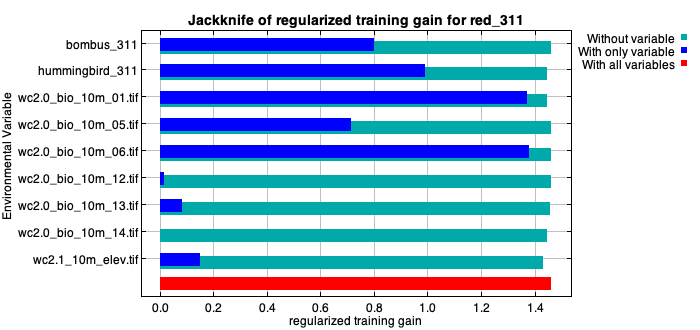 Jackknife of regularized training gain for red_311
Without variable
With only variable
With all variables
Environmental Variable
bombus_311
hummingbird_311
wc2.0_bio_10m_01.tif
wc2.0_bio_10m_05.tif
wc2.0_bio_10m_06.tif
wc2.0_bio_10m_12.tif
wc2.0_bio_10m_13.tif
wc2.0_bio_10m_14.tif
wc2.1_10m_elev.tif
0.0 0.2 0.4 0.6 0.8 1.0 1.2 1.4
regularized training gain